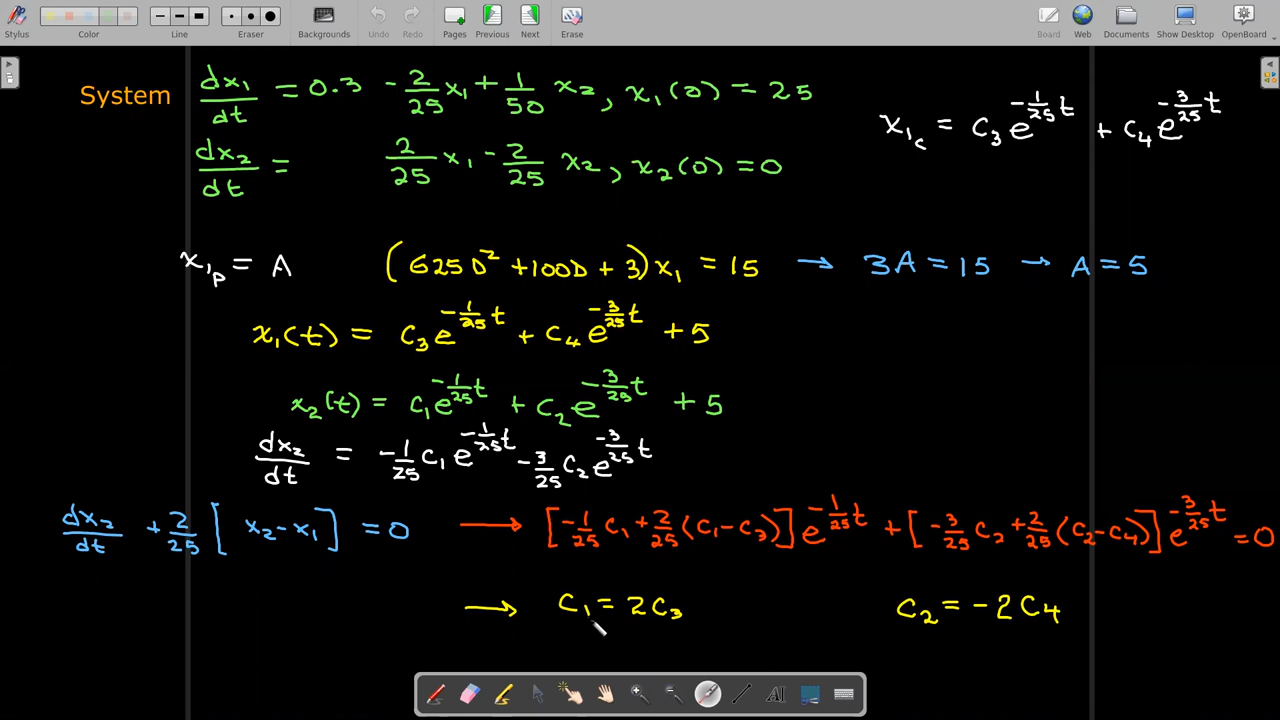 Stylus Color Line Eraser Backgrounds Undo Redo Pages Previous Next Erase Board Web Documents Show Desktop OpenBoard
System dx₁/dt = 0.3 - 2/25 x₁ + 1/50 x₂, x₁(0) = 25
x₁c = c₃e^(-1/25 t) + c₄e^(-3/25 t)
dx₂/dt = 2/25 x₁ - 2/25 x₂, x₂(0) = 0
x₁p = A (625D² + 100D + 3)x₁ = 15 → 3A = 15 → A = 5
x₁(t) = c₃e^(-1/25 t) + c₄e^(-3/25 t) + 5
x₂(t) = c₁e^(-1/25 t) + c₂e^(-3/25 t) + 5
dx₂/dt = -1/25 c₁e^(-1/25 t) - 3/25 c₂e^(-3/25 t)
dx₂/dt + 2/25 [x₂ - x₁] = 0 → [-1/25 c₁ + 2/25 (c₁ - c₃)]e^(-1/25 t) + [-3/25 c₂ + 2/25 (c₂ - c₄)]e^(-3/25 t) = 0
→ c₁ = 2c₃ c₂ = -2c₄
AI